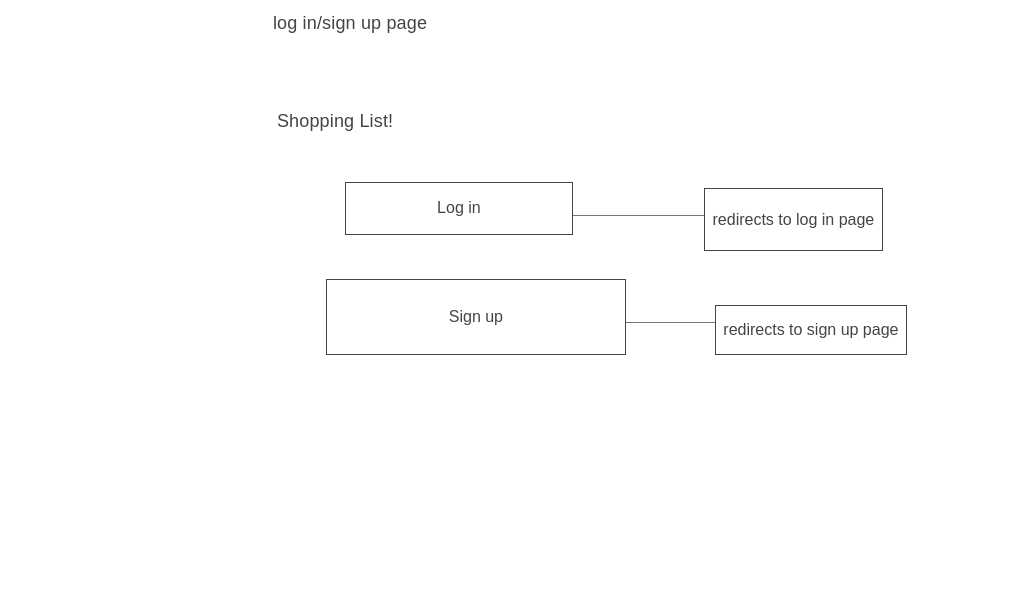 log in/sign up page
Shopping List!
Log in
redirects to log in page
Sign up
redirects to sign up page